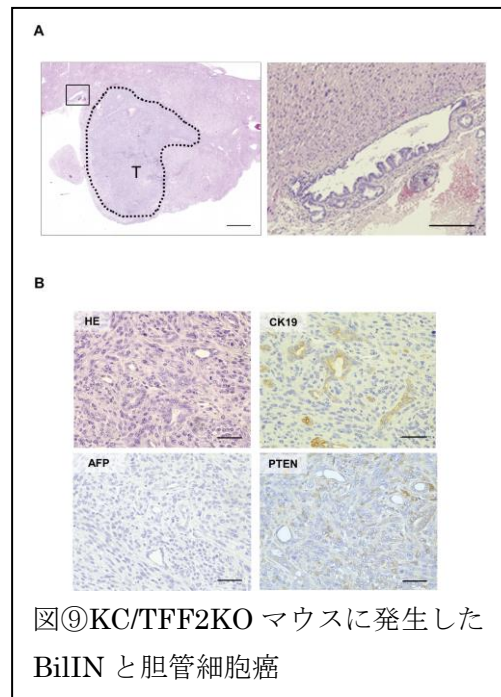 A
T
B
HE
CK19
AFP
PTEN
図⑨KC/TFF2KO マウスに発生した
BilIN と胆管細胞癌